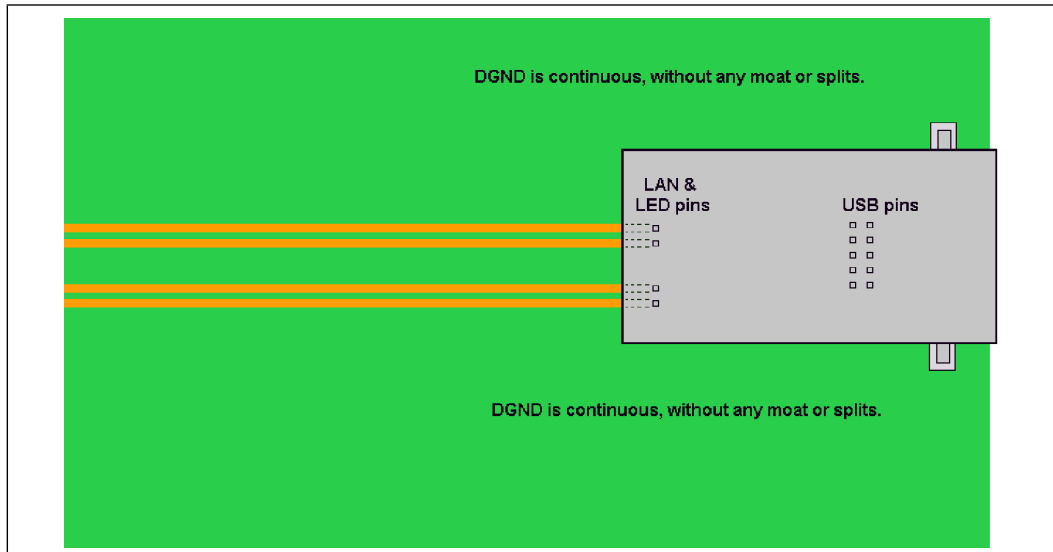 DGND is continuous, without any moat or splits.
LAN &
LED pins
USB pins
DGND is continuous, without any moat or splits.